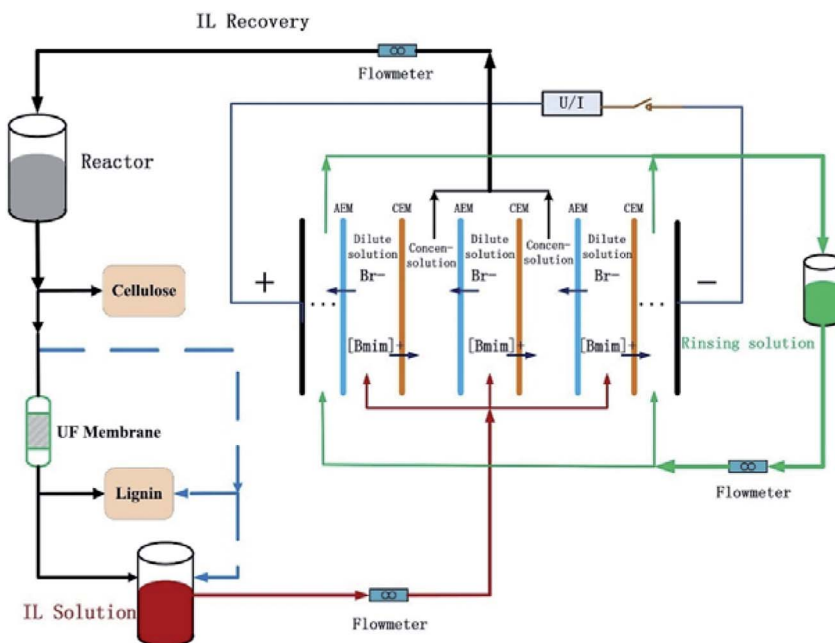 IL Recovery
Flowmeter
U/I
Reactor
AEM
CEM
AEM
CEM
AEM
CEM
Dilute
solution
Concen-
solution
Dilute
solution
Concen-
solution
Dilute
solution
Br-
Br-
Br-
+
...
...
-
Cellulose
Rinsing solution
[Bmim]+
[Bmim]+
[Bmim]+
UF Membrane
Lignin
Flowmeter
IL Solution
Flowmeter